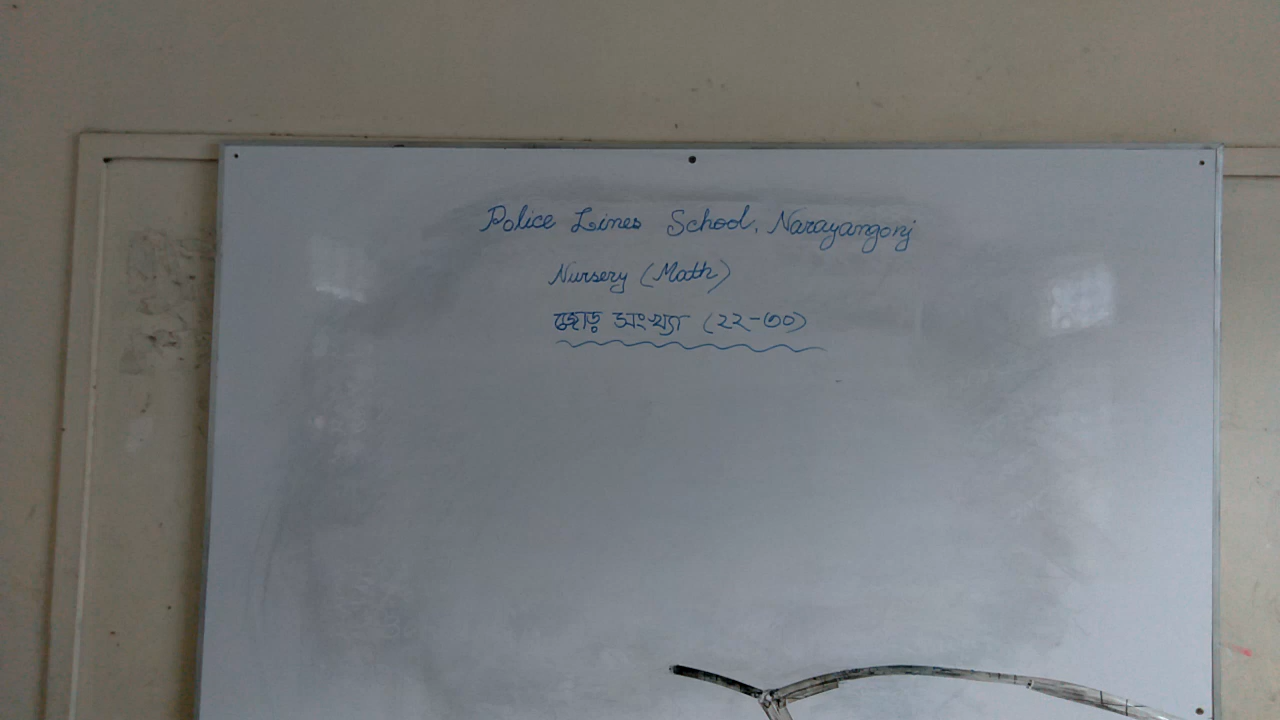 Police Lines School, Narayangonj
Nursery (Math)
জোড় সংখ্যা (২২-৩০)